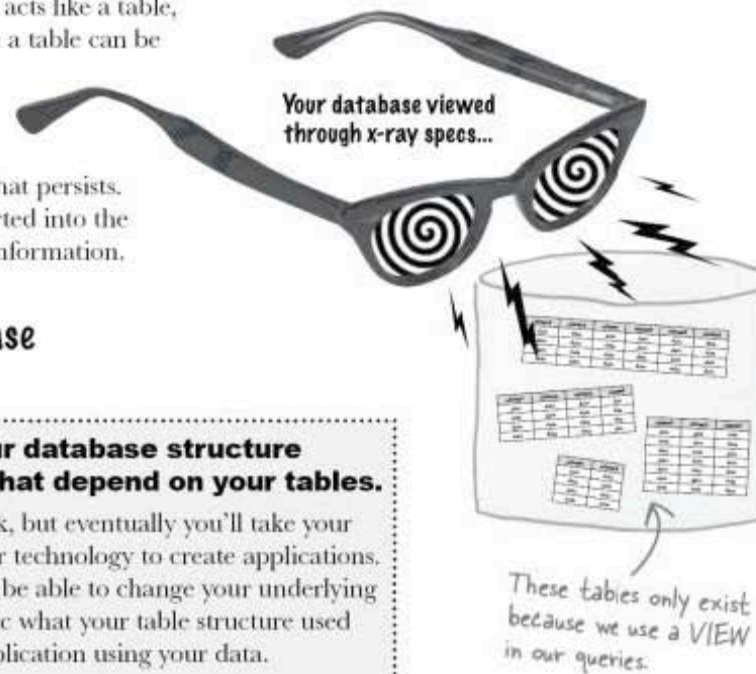 acts like a table,
a table can be
Your database viewed
through x-ray specs...
hat persists.
rted into the
nformation.
ase
ur database structure
hat depend on your tables.
k, but eventually you'll take your
r technology to create applications.
be able to change your underlying
ic what your table structure used
plication using your data.
These tables only exist
because we use a VIEW
in our queries.